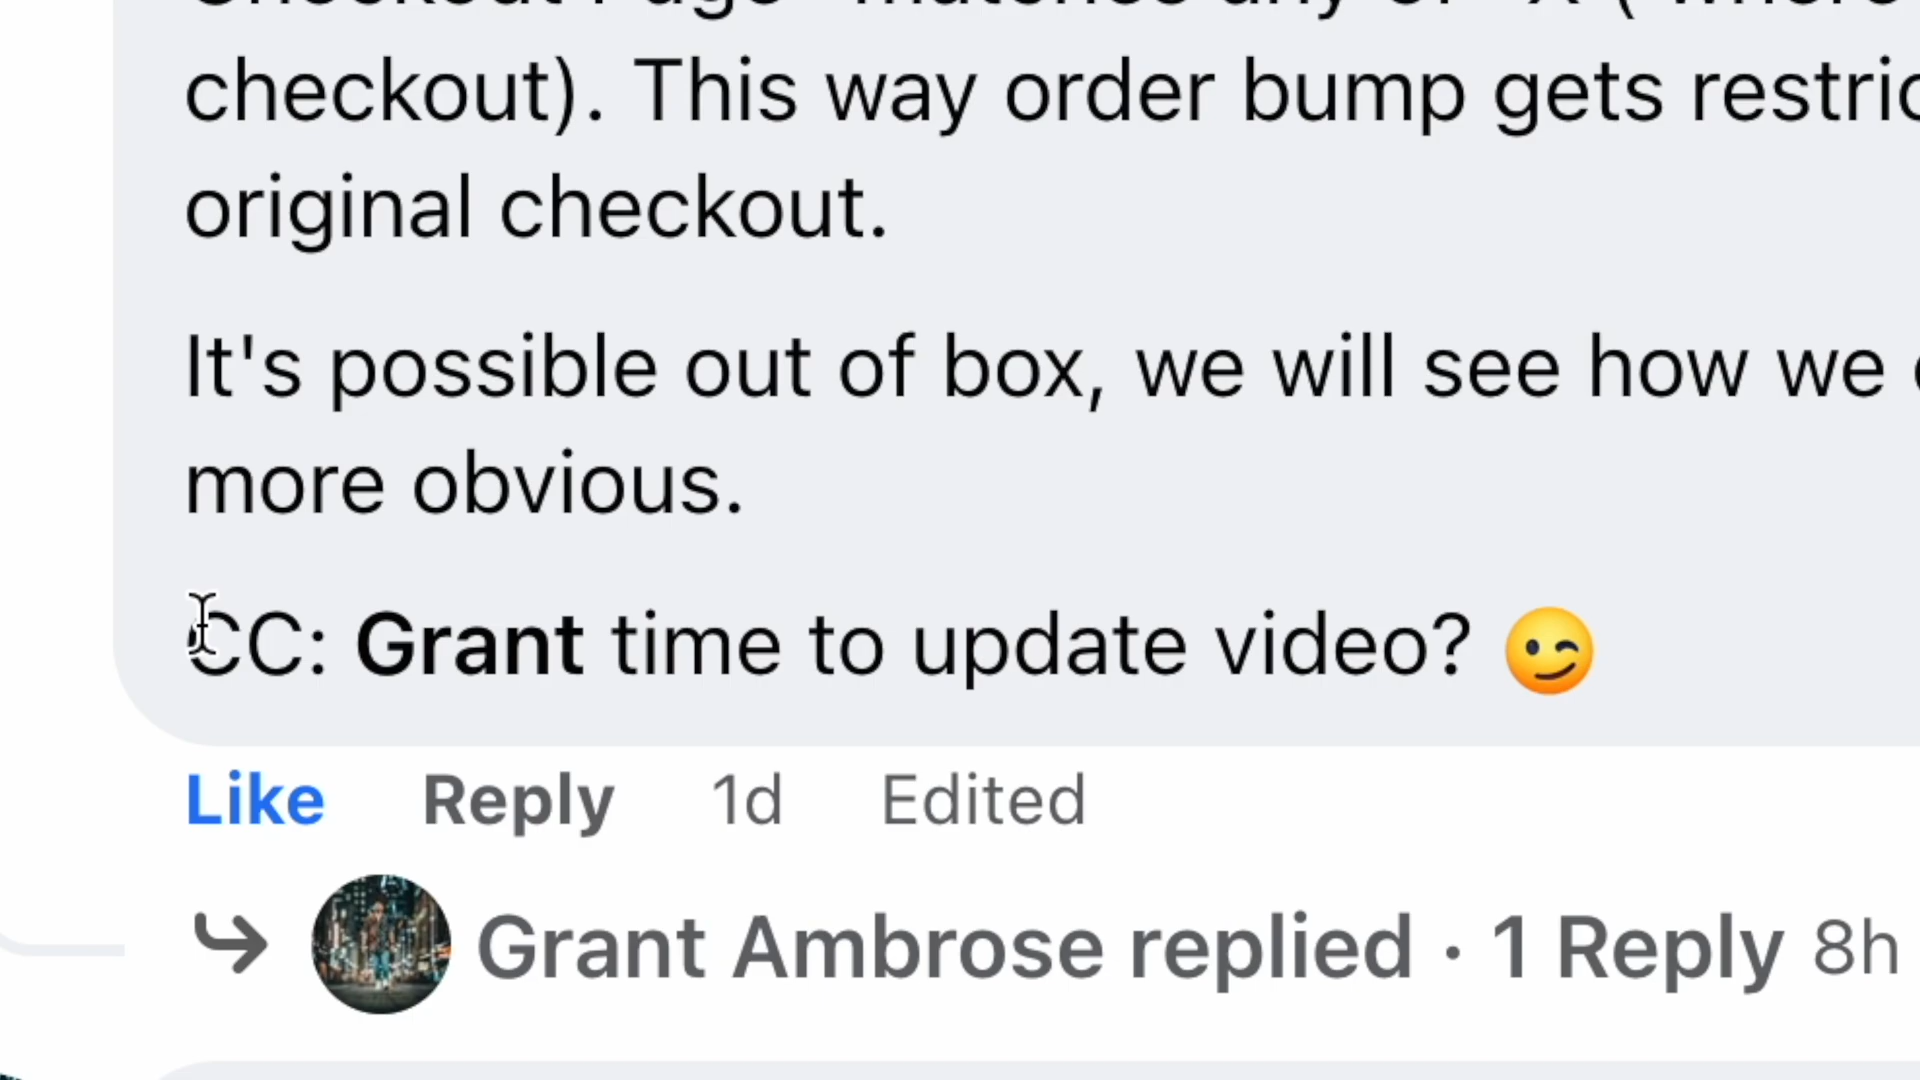 checkout). This way order bump gets
original checkout.
It's possible out of box, we will see how we
more obvious.
CC: Grant time to update video? 😉
Like Reply 1d Edited
Grant Ambrose replied · 1 Reply 8h